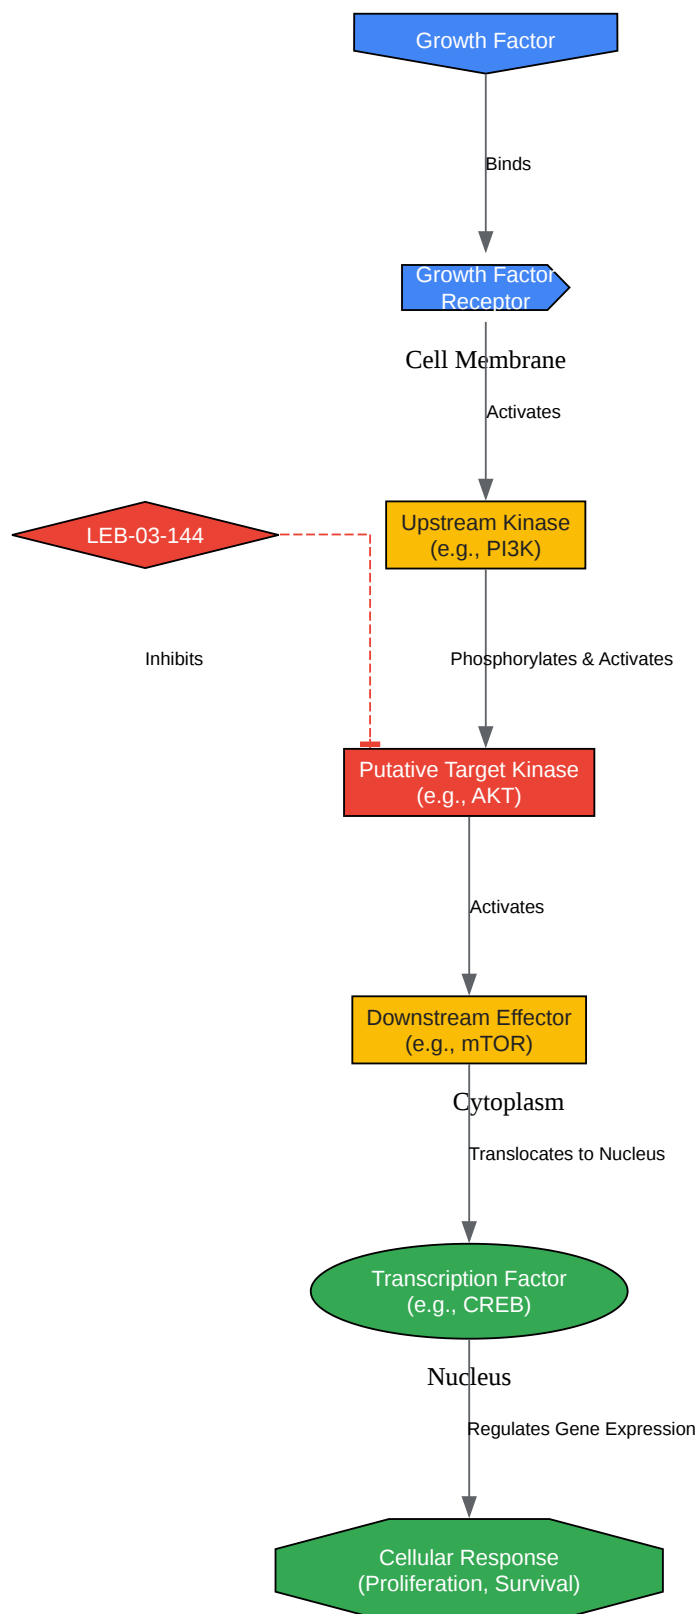 Growth Factor
Binds
Growth Factor
Receptor
Cell Membrane
Activates
LEB-03-144
Upstream Kinase
(e.g., PI3K)
Inhibits
Phosphorylates & Activates
Putative Target Kinase
(e.g., AKT)
Activates
Downstream Effector
(e.g., mTOR)
Cytoplasm
Translocates to Nucleus
Transcription Factor
(e.g., CREB)
Nucleus
Regulates Gene Expression
Cellular Response
(Proliferation, Survival)